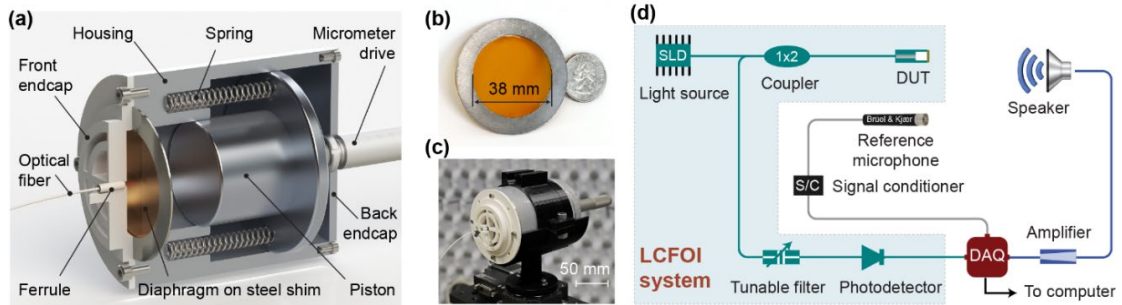 (a)
Housing
Spring
Micrometer drive
Front endcap
Optical fiber
Ferrule
Diaphragm on steel shim
Piston
Back endcap
(b)
38 mm
(c)
50 mm
(d)
SLD
Light source
1x2
Coupler
DUT
Speaker
Brüel & Kjær
Reference microphone
S/C
Signal conditioner
LCFOI system
Tunable filter
Photodetector
DAQ
Amplifier
To computer